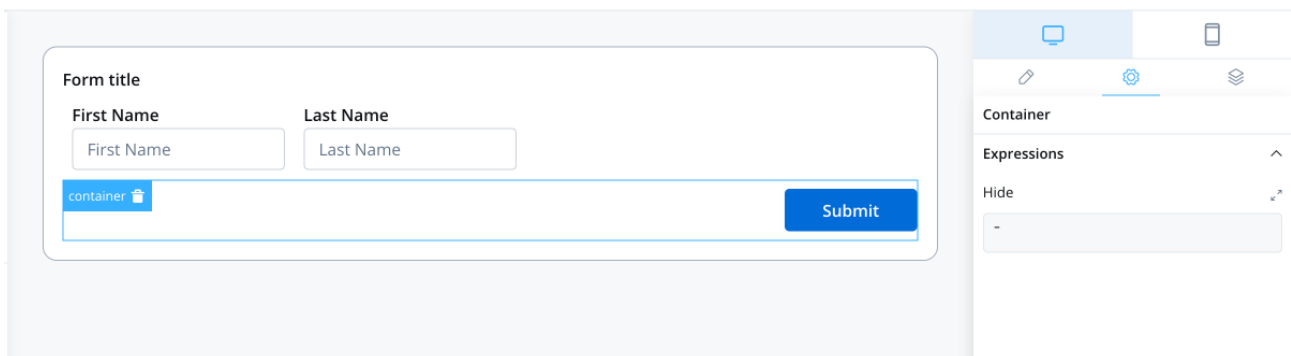 Form title
First Name
Last Name
First Name
Last Name
container
Submit
Container
Expressions
Hide
-